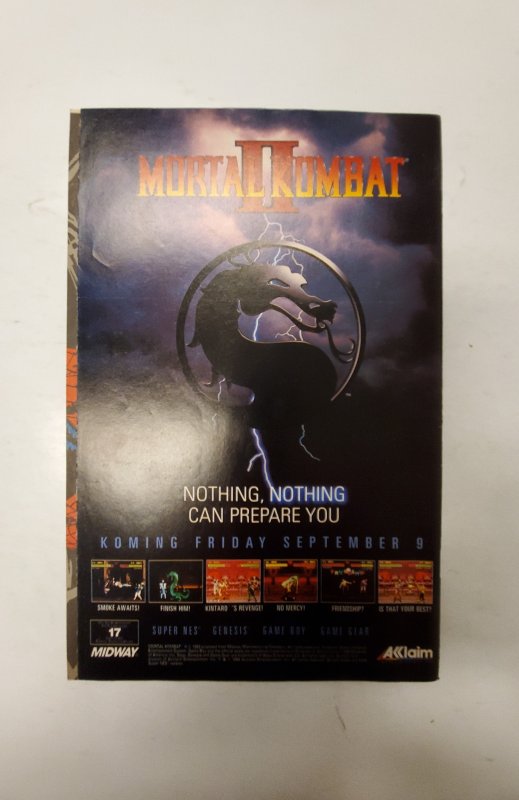 MORTAL II KOMBAT
NOTHING, NOTHING
CAN PREPARE YOU
KOMING FRIDAY SEPTEMBER 9
SMOKE AWAITS! FINISH HIM! KINTARO 'S REVENGE! NO MERCY! FRIENDSHIP? IS THAT YOUR BEST?
17
SUPER NES GENESIS GAME BOY GAME GEAR
MIDWAY
AKKlaim